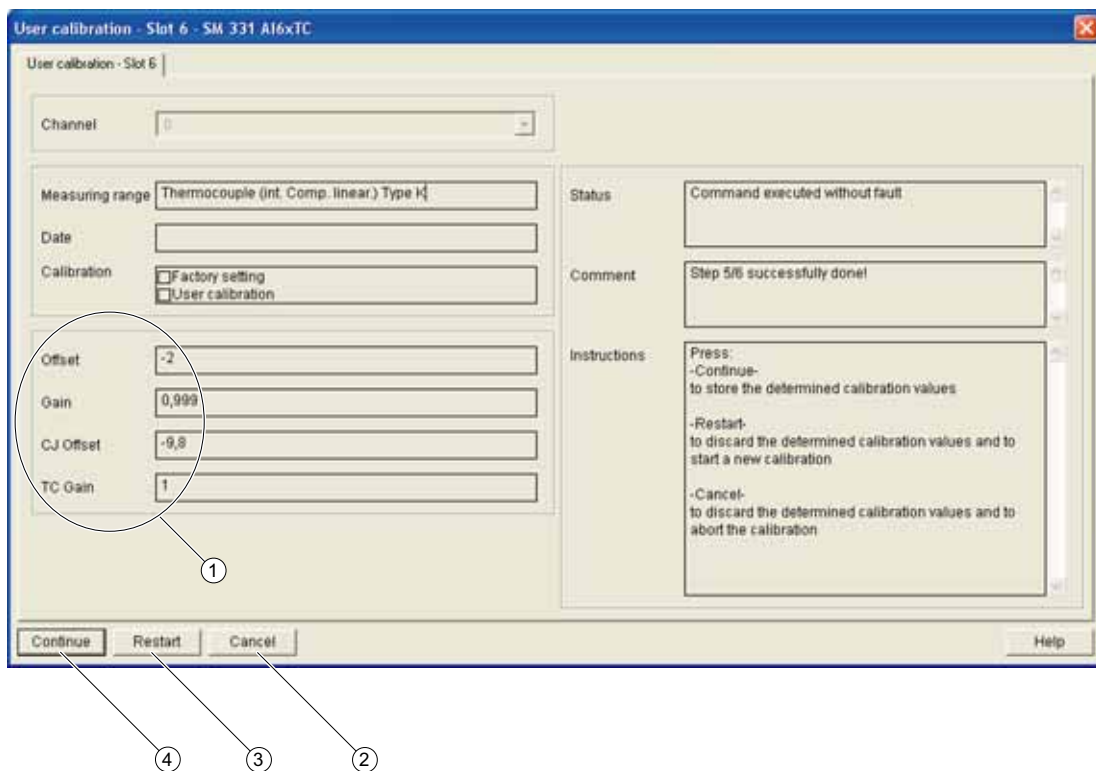 User calibration - Slot 6 - SM 331 AI6xTC
User calibration - Slot 6
Channel
0
Measuring range
Thermocouple (int. Comp. linear.) Type K
Date
Calibration
Factory setting
User calibration
Offset
-2
Gain
0,999
CJ Offset
-9,8
TC Gain
1
1
Status
Command executed without fault
Comment
Step 5/6 successfully done!
Instructions
Press:
-Continue-
to store the determined calibration values
-Restart-
to discard the determined calibration values and to
start a new calibration
-Cancel-
to discard the determined calibration values and to
abort the calibration
Continue
Restart
Cancel
Help
4
3
2